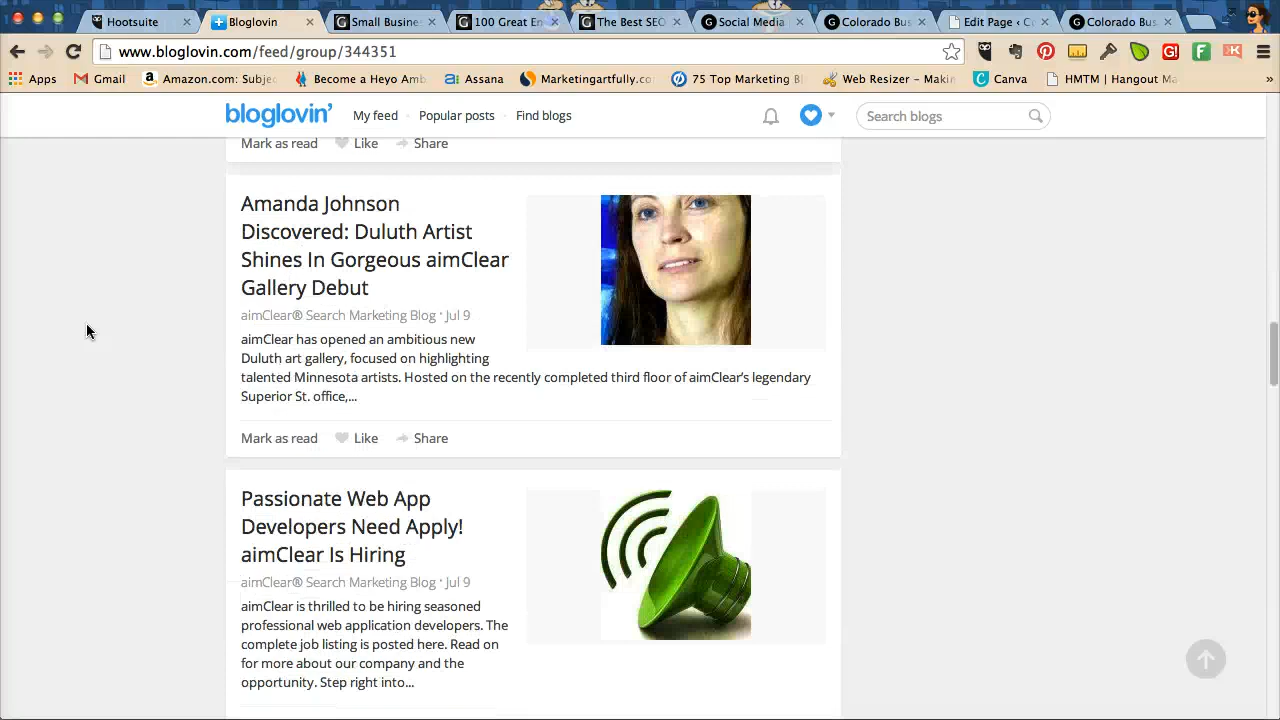 Hootsuite
Bloglovin
Small Busine
100 Great En
The Best SEO
Social Media
Colorado Bus
Edit Page ‹ C
Colorado Bus
www.bloglovin.com/feed/group/344351
Apps
Gmail
Amazon.com: Subje
Become a Heyo Amb
Assana
Marketingartfully.co
75 Top Marketing B
Web Resizer - Makin
Canva
HMTM | Hangout Ma
»
bloglovin'
My feed
Popular posts
Find blogs
Search blogs
Mark as read
Like
Share
Amanda Johnson
Discovered: Duluth Artist
Shines In Gorgeous aimClear
Gallery Debut
aimClear® Search Marketing Blog · Jul 9
aimClear has opened an ambitious new
Duluth art gallery, focused on highlighting
talented Minnesota artists. Hosted on the recently completed third floor of aimClear's legendary
Superior St. office,...
Mark as read
Like
Share
Passionate Web App
Developers Need Apply!
aimClear Is Hiring
aimClear® Search Marketing Blog · Jul 9
aimClear is thrilled to be hiring seasoned
professional web application developers. The
complete job listing is posted here. Read on
for more about our company and the
opportunity. Step right into...